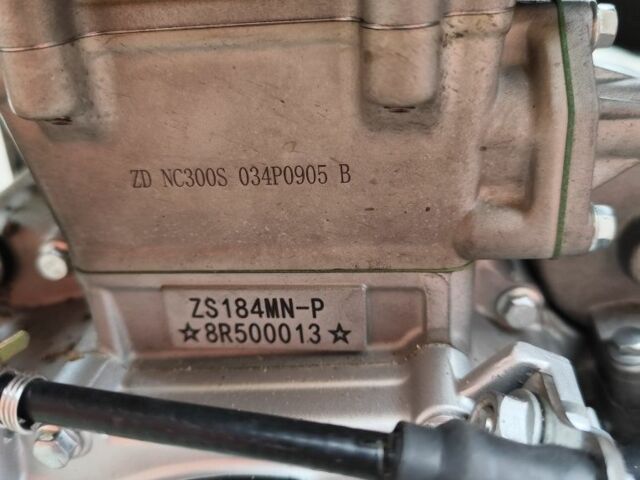 ZD NC300S 034P0905 B
ZS184MN-P
☆8R500013☆